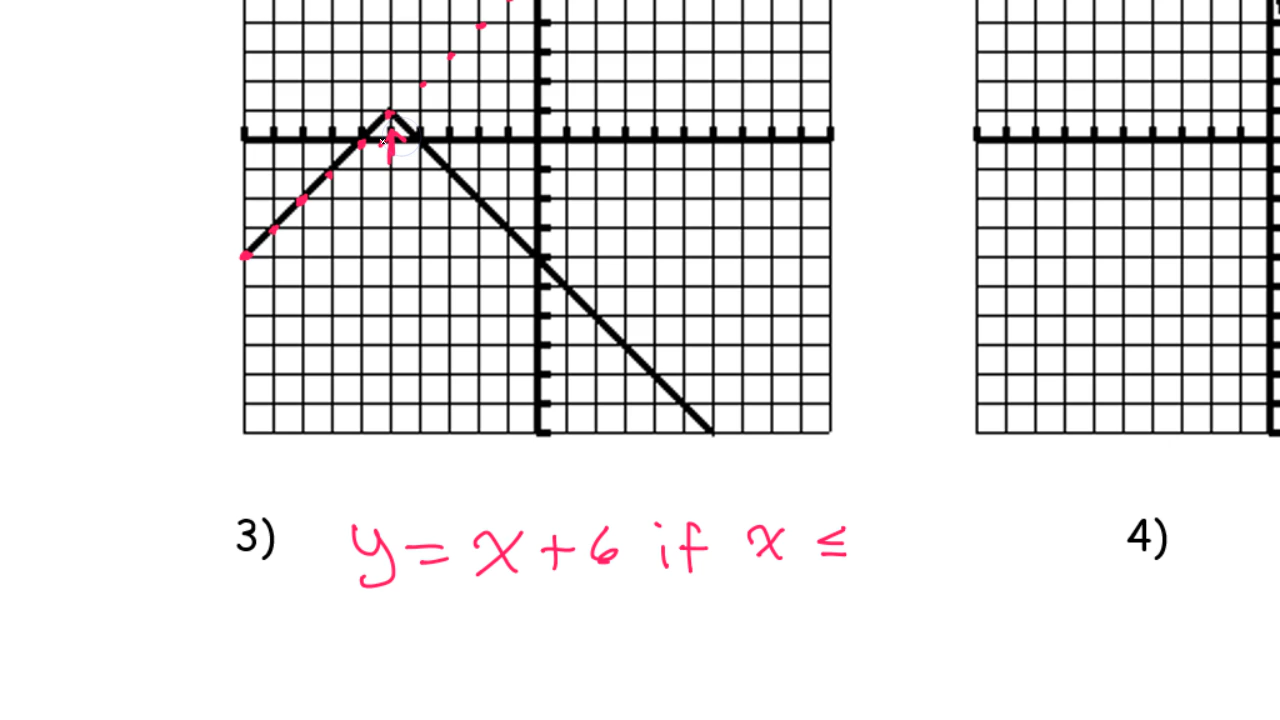 3) y = x + 6 if x ≤
4)